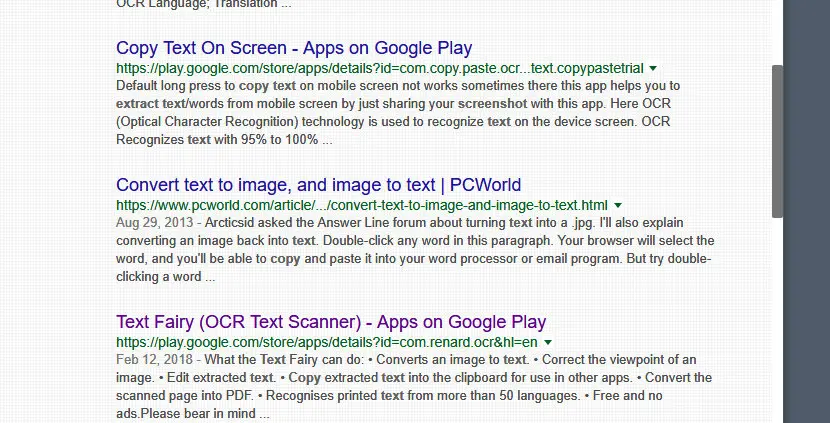 OCR Language; Translation ...
Copy Text On Screen - Apps on Google Play
https://play.google.com/store/apps/details?id=com.copy.paste.ocr...text.copypastetrial
Default long press to copy text on mobile screen not works sometimes there this app helps you to
extract text/words from mobile screen by just sharing your screenshot with this app. Here OCR
(Optical Character Recognition) technology is used to recognize text on the device screen. OCR
Recognizes text with 95% to 100% ...
Convert text to image, and image to text | PCWorld
https://www.pcworld.com/article/.../convert-text-to-image-and-image-to-text.html
Aug 29, 2013 - Arcticsid asked the Answer Line forum about turning text into a .jpg. I'll also explain
converting an image back into text. Double-click any word in this paragraph. Your browser will select the
word, and you'll be able to copy and paste it into your word processor or email program. But try double-
clicking a word ...
Text Fairy (OCR Text Scanner) - Apps on Google Play
https://play.google.com/store/apps/details?id=com.renard.ocr&hl=en
Feb 12, 2018 - What the Text Fairy can do: • Converts an image to text. • Correct the viewpoint of an
image. • Edit extracted text. • Copy extracted text into the clipboard for use in other apps. • Convert the
scanned page into PDF. • Recognises printed text from more than 50 languages. • Free and no
ads.Please bear in mind ...